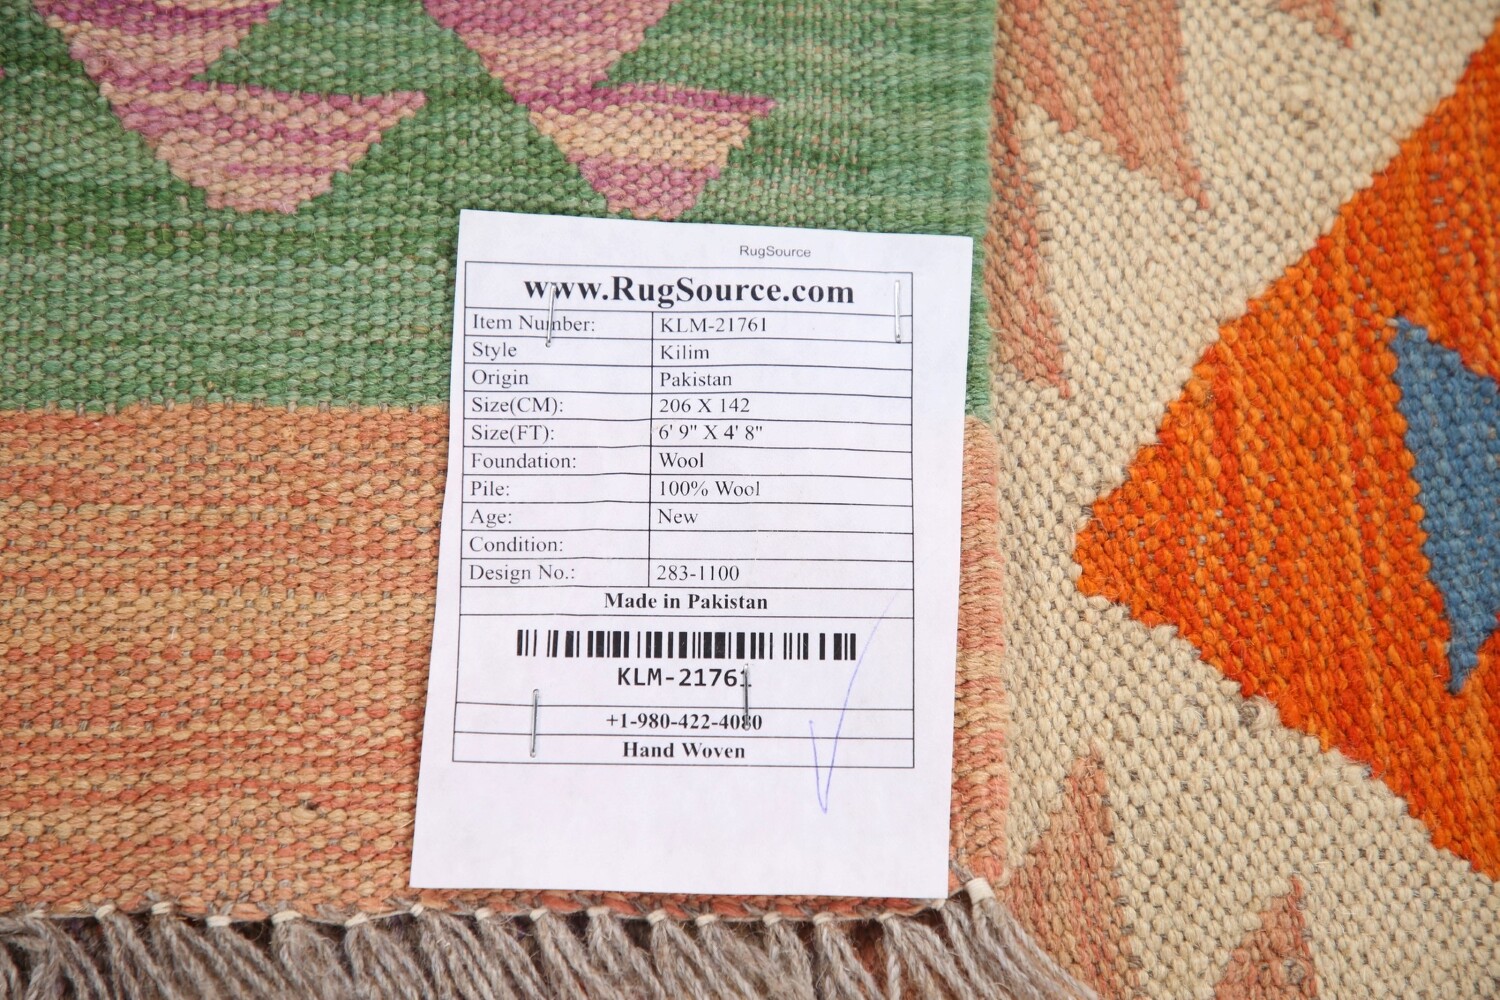 RugSource
www.RugSource.com
Item Number: KLM-21761
Style Kilim
Origin Pakistan
Size(CM): 206 X 142
Size(FT): 6' 9" X 4' 8"
Foundation: Wool
Pile: 100% Wool
Age: New
Condition:
Design No.: 283-1100
Made in Pakistan
KLM-21761
+1-980-422-4080
Hand Woven